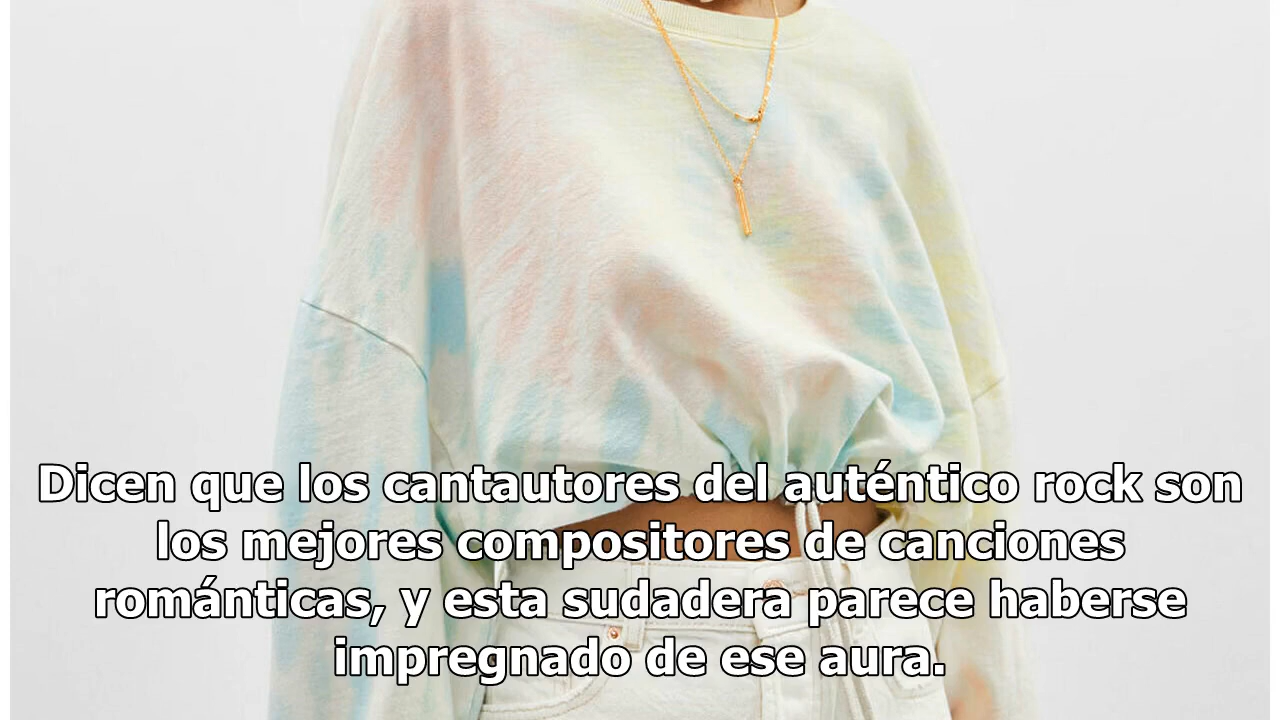 Dicen que los cantautores del auténtico rock son
los mejores compositores de canciones
románticas, y esta sudadera parece haberse
impregnado de ese aura.